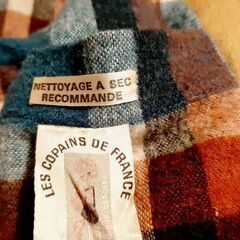 NETTOYAGE A SEC
RECOMMANDE
LES COPAINS DE FRANCE